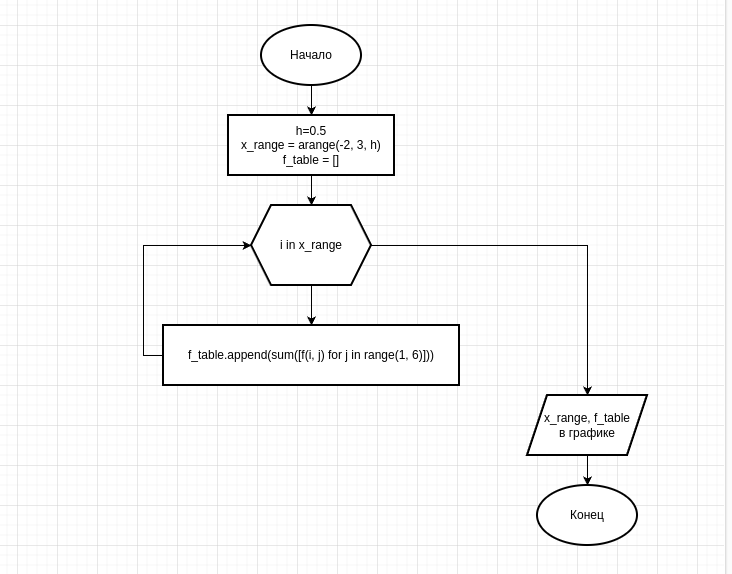 Начало
h=0.5
x_range = arange(-2, 3, h)
f_table = []
i in x_range
f_table.append(sum([f(i, j) for j in range(1, 6)]))
x_range, f_table
в графике
Конец